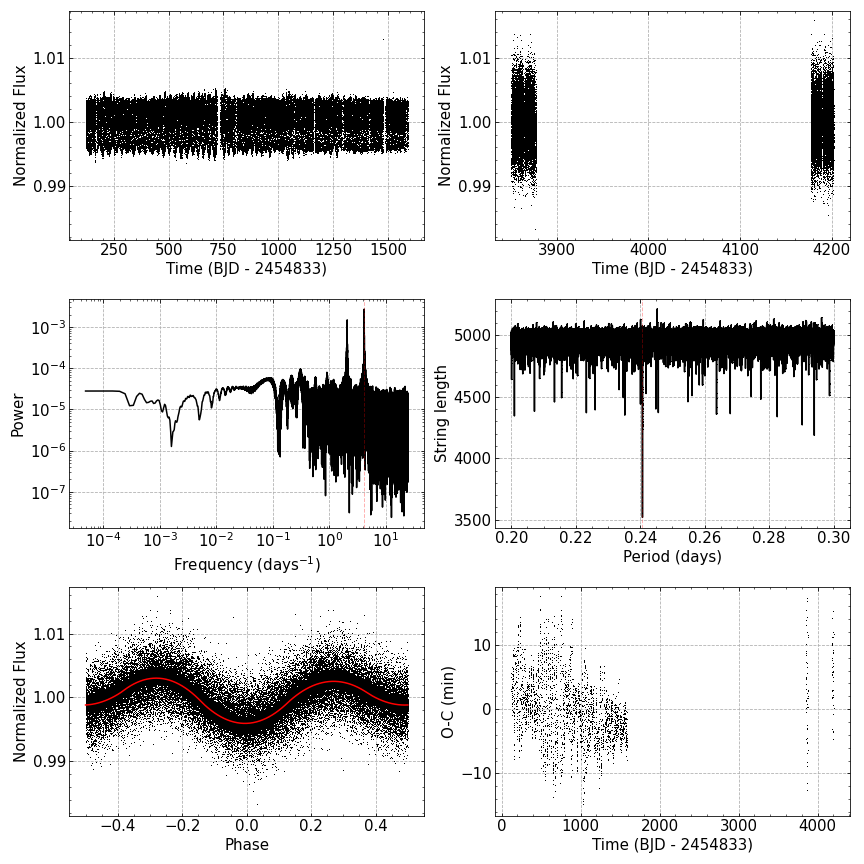 Normalized Flux
1.01
1.00
0.99
250 500 750 1000 1250 1500
Time (BJD - 2454833)
Normalized Flux
1.01
1.00
0.99
3900 4000 4100 4200
Time (BJD - 2454833)
Power
10⁻³
10⁻⁴
10⁻⁵
10⁻⁶
10⁻⁷
10⁻⁴ 10⁻³ 10⁻² 10⁻¹ 10⁰ 10¹
Frequency (days⁻¹)
String length
5000
4500
4000
3500
0.20 0.22 0.24 0.26 0.28 0.30
Period (days)
Normalized Flux
1.01
1.00
0.99
−0.4 −0.2 0.0 0.2 0.4
Phase
O-C (min)
10
0
−10
0 1000 2000 3000 4000
Time (BJD - 2454833)